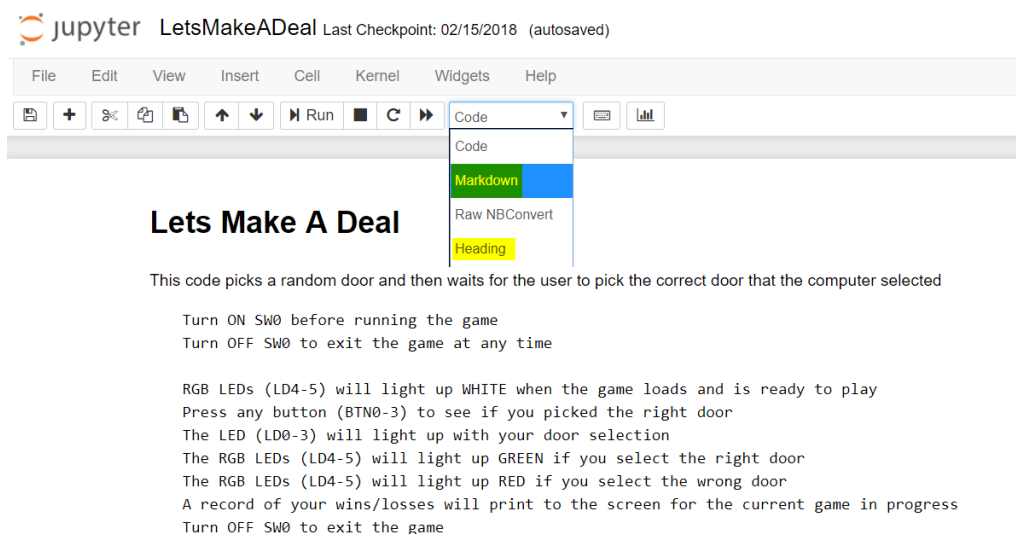 jupyter LetsMakeADeal Last Checkpoint: 02/15/2018 (autosaved)
File Edit View Insert Cell Kernel Widgets Help
Run Code
Code
Markdown
Raw NBConvert
Heading
Lets Make A Deal
This code picks a random door and then waits for the user to pick the correct door that the computer selected
Turn ON SW0 before running the game
Turn OFF SW0 to exit the game at any time
RGB LEDs (LD4-5) will light up WHITE when the game loads and is ready to play
Press any button (BTN0-3) to see if you picked the right door
The LED (LD0-3) will light up with your door selection
The RGB LEDs (LD4-5) will light up GREEN if you select the right door
The RGB LEDs (LD4-5) will light up RED if you select the wrong door
A record of your wins/losses will print to the screen for the current game in progress
Turn OFF SW0 to exit the game